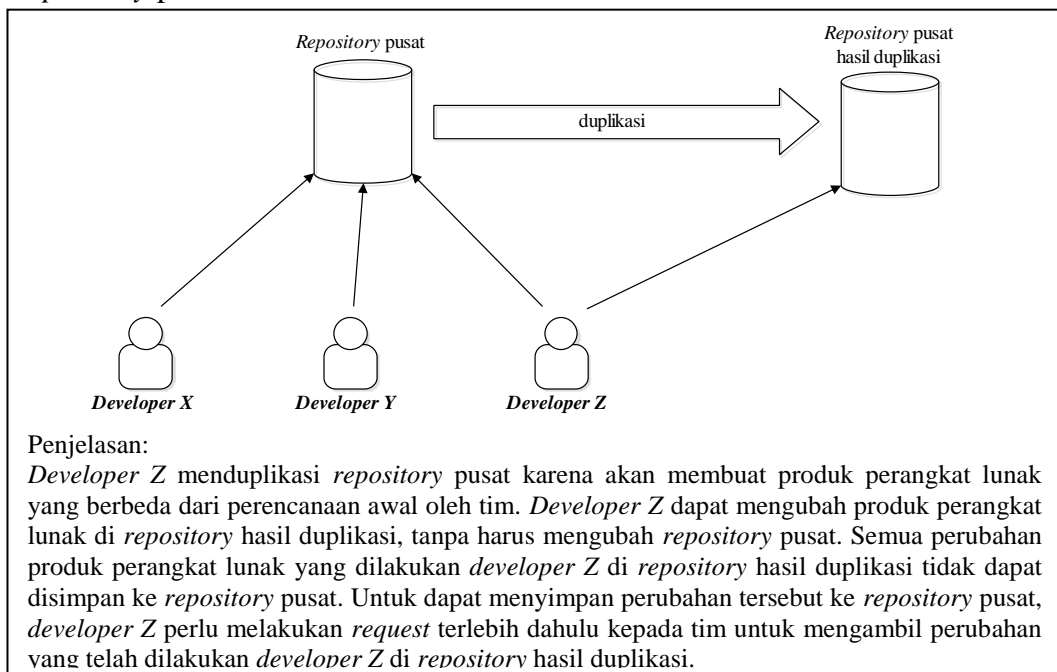 Repository pusat
Repository pusat
hasil duplikasi
duplikasi
Developer X
Developer Y
Developer Z
Penjelasan:
Developer Z menduplikasi repository pusat karena akan membuat produk perangkat lunak
yang berbeda dari perencanaan awal oleh tim. Developer Z dapat mengubah produk perangkat
lunak di repository hasil duplikasi, tanpa harus mengubah repository pusat. Semua perubahan
produk perangkat lunak yang dilakukan developer Z di repository hasil duplikasi tidak dapat
disimpan ke repository pusat. Untuk dapat menyimpan perubahan tersebut ke repository pusat,
developer Z perlu melakukan request terlebih dahulu kepada tim untuk mengambil perubahan
yang telah dilakukan developer Z di repository hasil duplikasi.